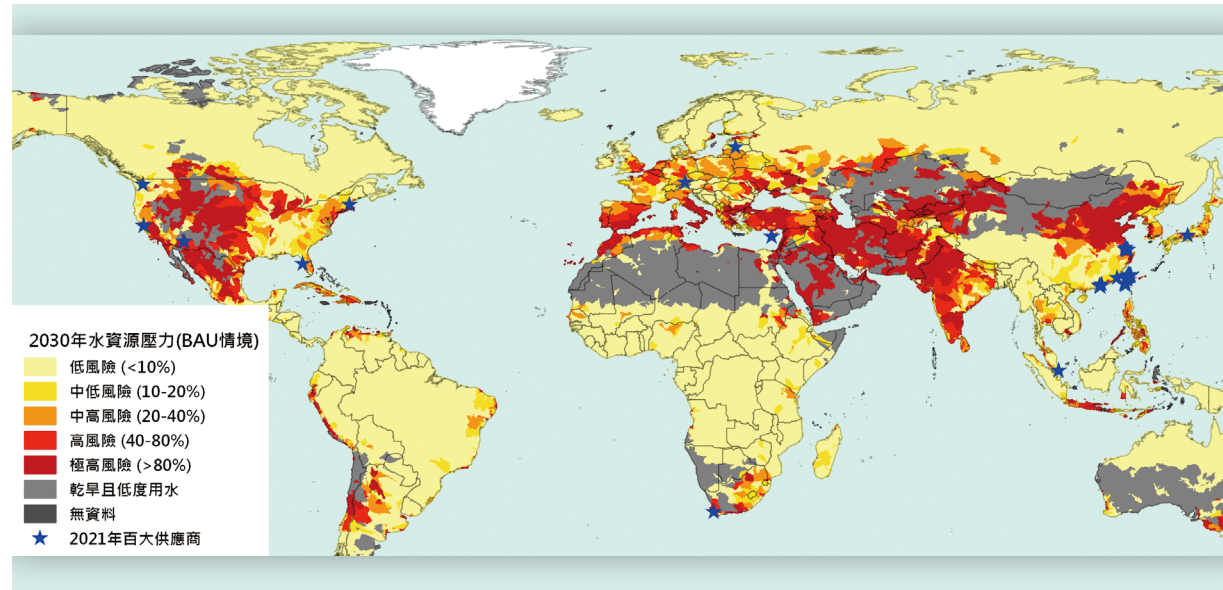 2030年水資源壓力(BAU情境)
低風險 (<10%)
中低風險 (10-20%)
中高風險 (20-40%)
高風險 (40-80%)
極高風險 (>80%)
乾旱且低度用水
無資料
2021年百大供應商